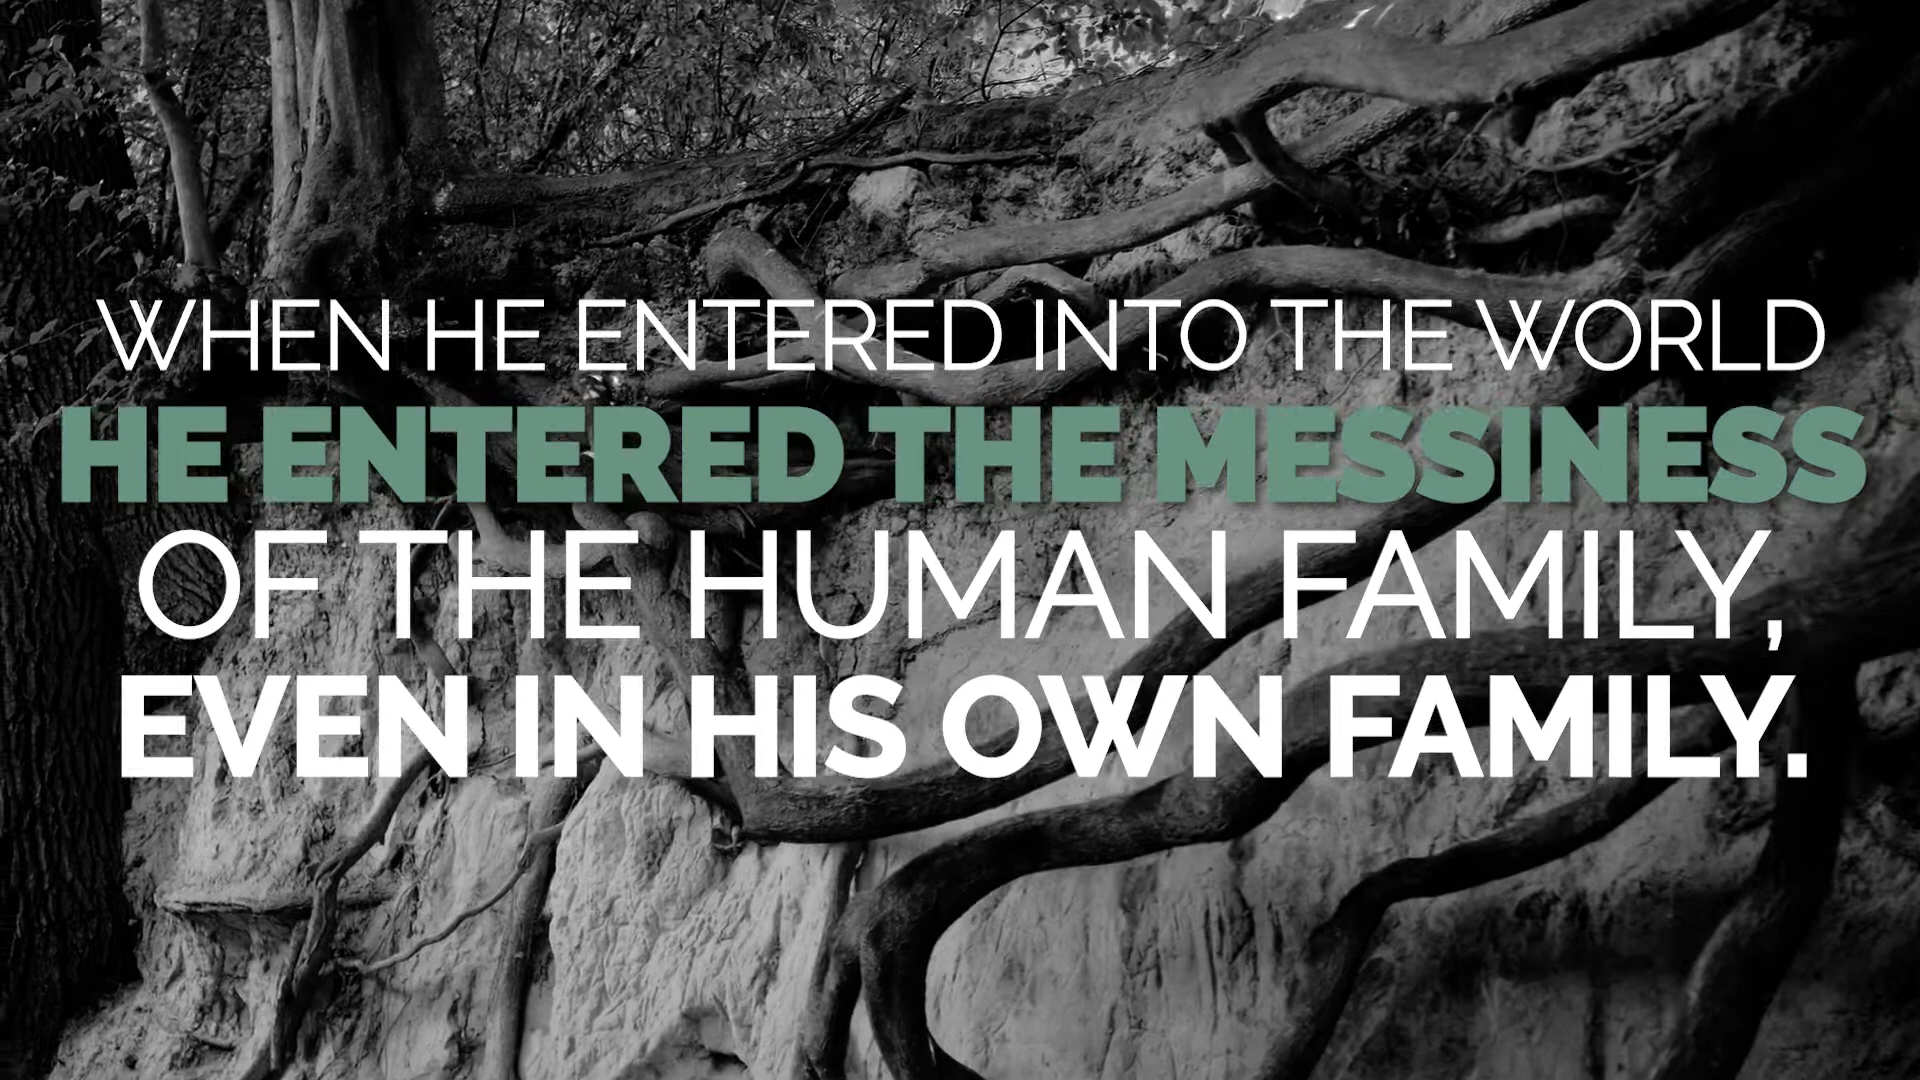 WHEN HE ENTERED INTO THE WORLD
HE ENTERED THE MESSINESS
OF THE HUMAN FAMILY,
EVEN IN HIS OWN FAMILY.